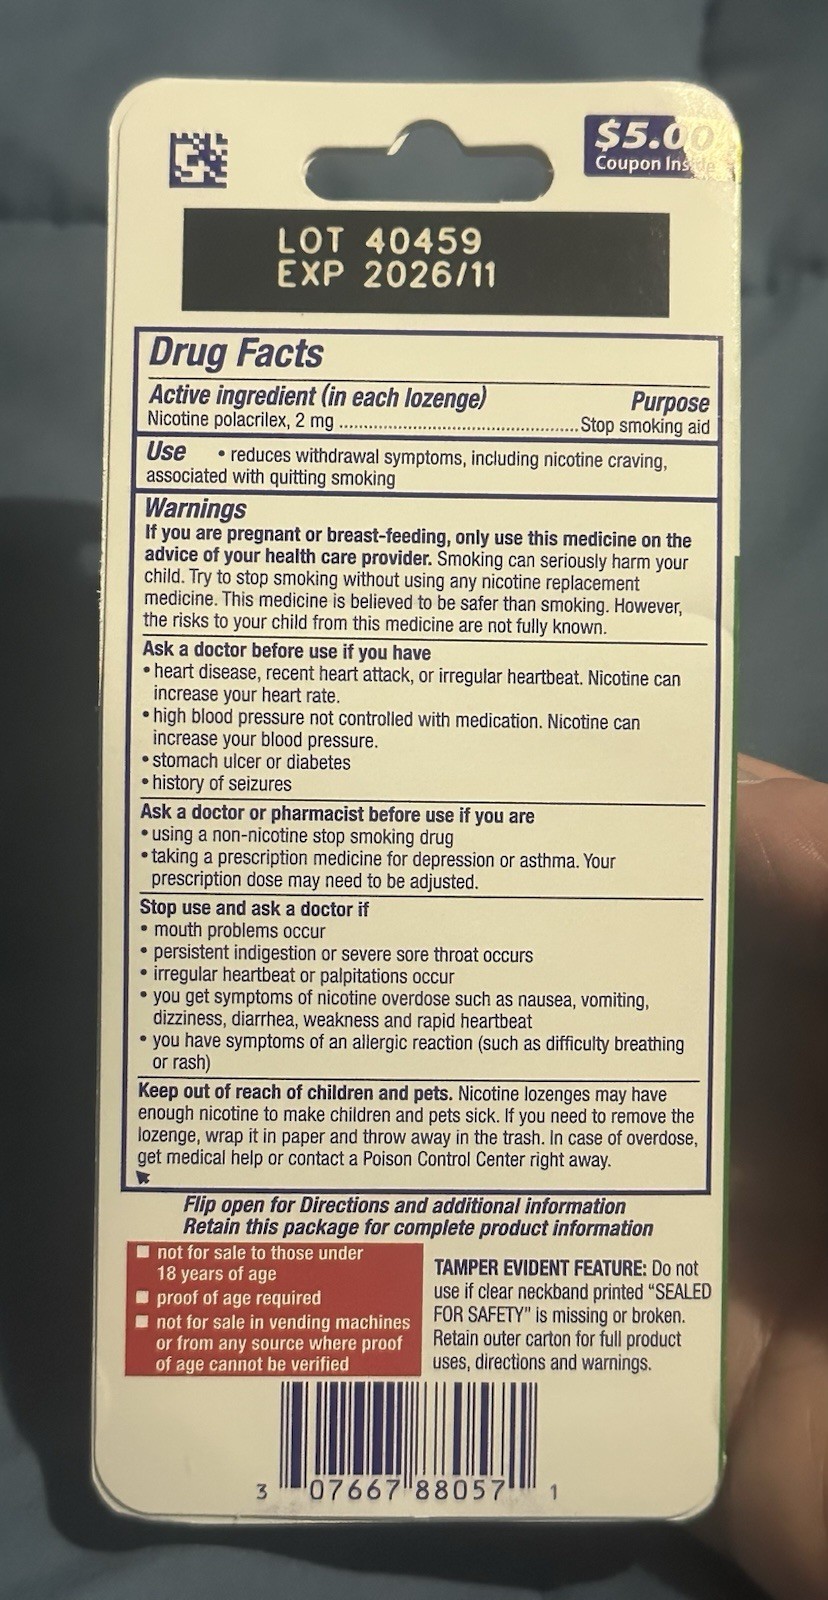 $5.00
Coupon Inside
LOT 40459
EXP 2026/11
Drug Facts
Active ingredient (in each lozenge) Purpose
Nicotine polacrilex, 2 mg ................................................ Stop smoking aid
Use • reduces withdrawal symptoms, including nicotine craving,
associated with quitting smoking
Warnings
If you are pregnant or breast-feeding, only use this medicine on the
advice of your health care provider. Smoking can seriously harm your
child. Try to stop smoking without using any nicotine replacement
medicine. This medicine is believed to be safer than smoking. However,
the risks to your child from this medicine are not fully known.
Ask a doctor before use if you have
• heart disease, recent heart attack, or irregular heartbeat. Nicotine can
increase your heart rate.
• high blood pressure not controlled with medication. Nicotine can
increase your blood pressure.
• stomach ulcer or diabetes
• history of seizures
Ask a doctor or pharmacist before use if you are
• using a non-nicotine stop smoking drug
• taking a prescription medicine for depression or asthma. Your
prescription dose may need to be adjusted.
Stop use and ask a doctor if
• mouth problems occur
• persistent indigestion or severe sore throat occurs
• irregular heartbeat or palpitations occur
• you get symptoms of nicotine overdose such as nausea, vomiting,
dizziness, diarrhea, weakness and rapid heartbeat
• you have symptoms of an allergic reaction (such as difficulty breathing
or rash)
Keep out of reach of children and pets. Nicotine lozenges may have
enough nicotine to make children and pets sick. If you need to remove the
lozenge, wrap it in paper and throw away in the trash. In case of overdose,
get medical help or contact a Poison Control Center right away.
Flip open for Directions and additional information
Retain this package for complete product information
■ not for sale to those under
18 years of age
■ proof of age required
■ not for sale in vending machines
or from any source where proof
of age cannot be verified
TAMPER EVIDENT FEATURE: Do not
use if clear neckband printed “SEALED
FOR SAFETY” is missing or broken.
Retain outer carton for full product
uses, directions and warnings.
3 07667 88057 1